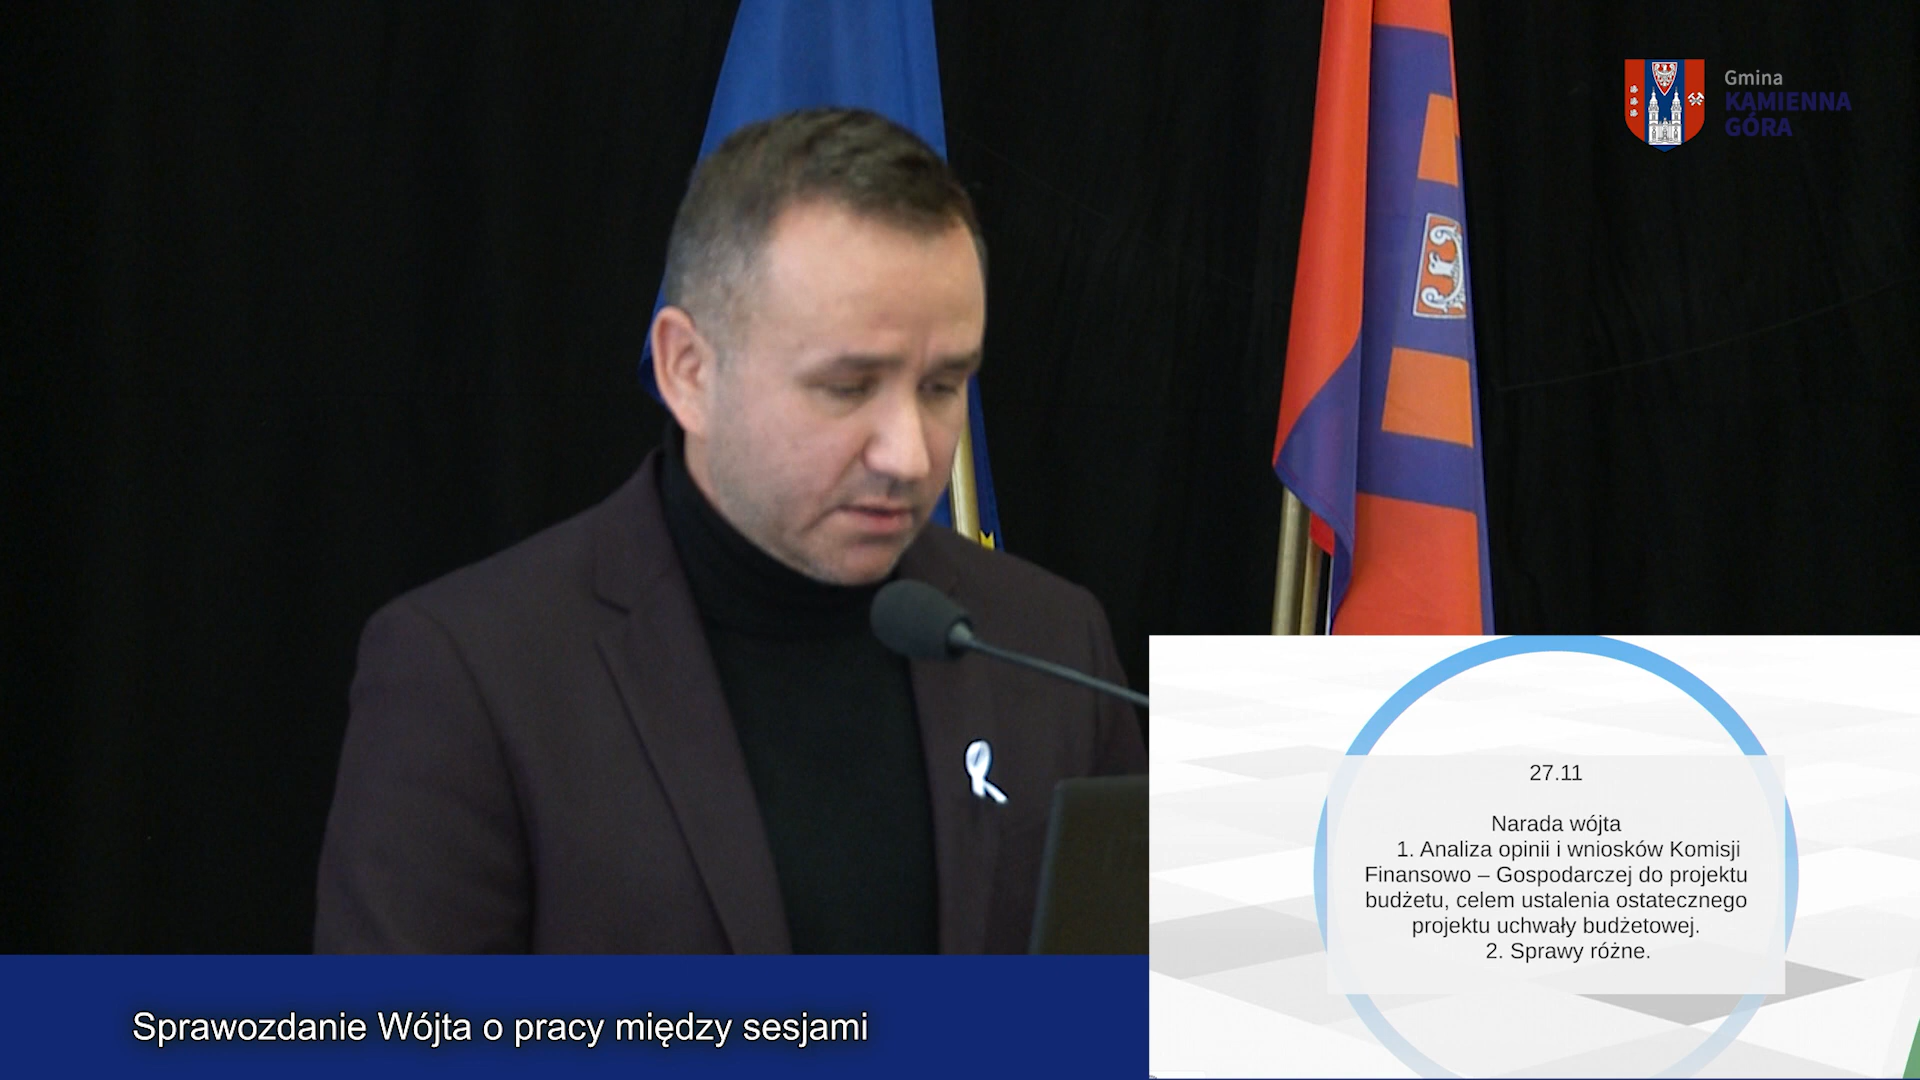 Gmina
KAMIENNA
GÓRA
27.11
Narada wójta
1. Analiza opinii i wniosków Komisji
Finansowo – Gospodarczej do projektu
budżetu, celem ustalenia ostatecznego
projektu uchwały budżetowej.
2. Sprawy różne.
Sprawozdanie Wójta o pracy między sesjami